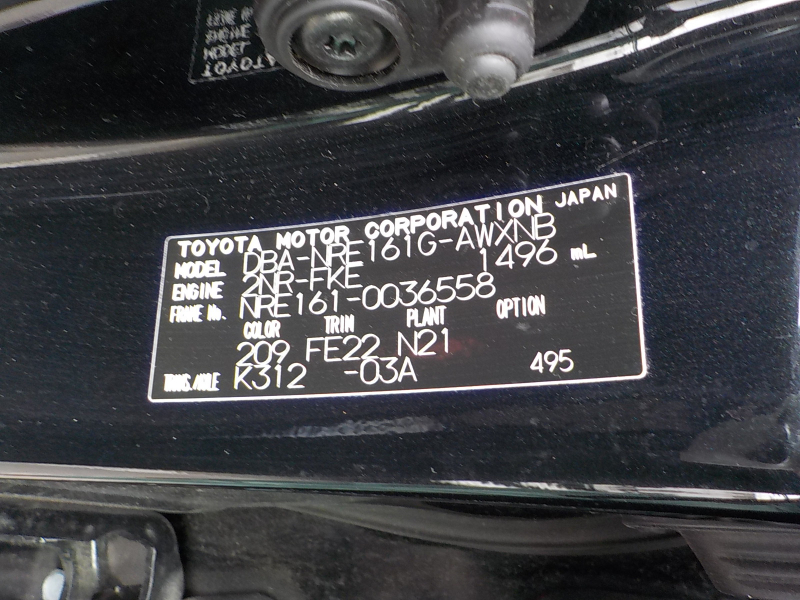 TOYOTA MOTOR CORPORATION JAPAN
MODEL DBA-NRE161G-AWXNB
ENGINE 2NR-FKE 1496 mL
FRAME No. NRE161-0036558
COLOR TRIM PLANT OPTION
209 FE22 N21
TRANS./AXLE K312 -03A 495